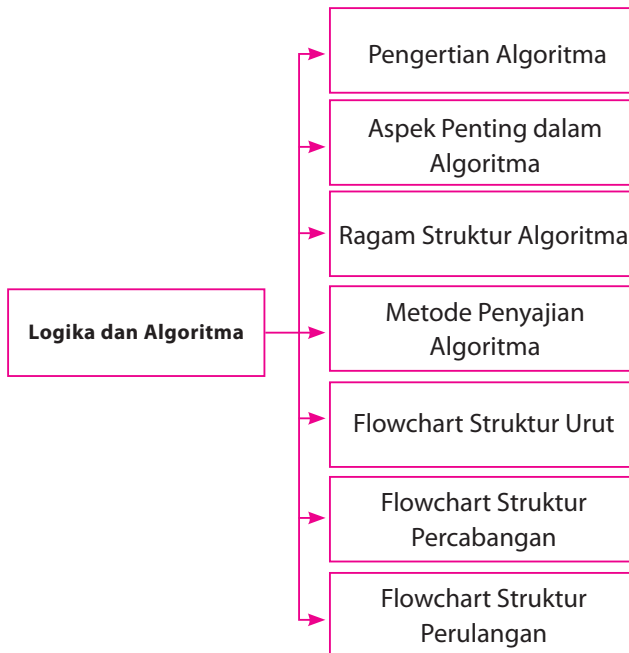 Pengertian Algoritma
Aspek Penting dalam
Algoritma
Ragam Struktur Algoritma
Logika dan Algoritma
Metode Penyajian
Algoritma
Flowchart Struktur Urut
Flowchart Struktur
Percabangan
Flowchart Struktur
Perulangan